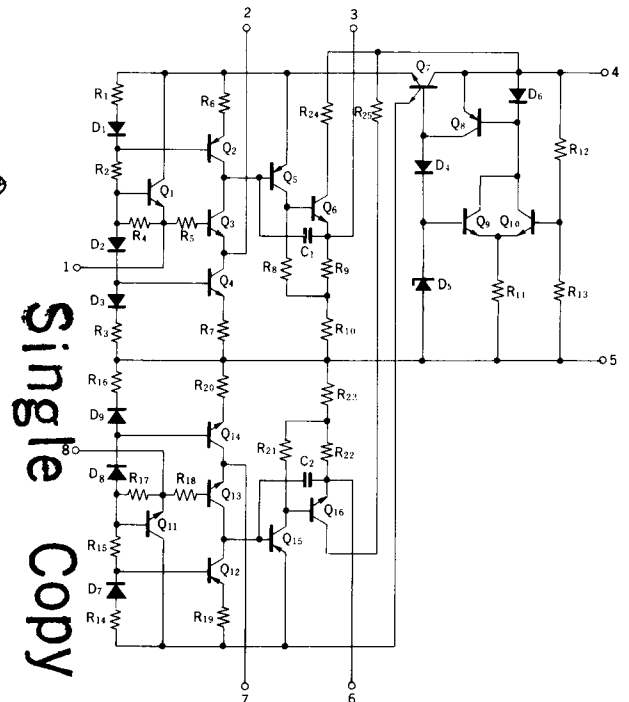 2 3
Q7 4
R1 R6 R24 R25 D6
D1 Q8 R12
Q2
R2 Q5 D4
Q1 Q6
Q3 Q9 Q10
R4 R5 C1
D2
1 Q4 R8 R9
D3 D5 R11 R13
R3 R7 R10
5
R16 R20 R23
D9
Q14 R21 R22
8 C2
D8 R17 R18 Q13
Q16
Q11 Q15
R15
Q12
D7
R14 R19
7 6
Single Copy